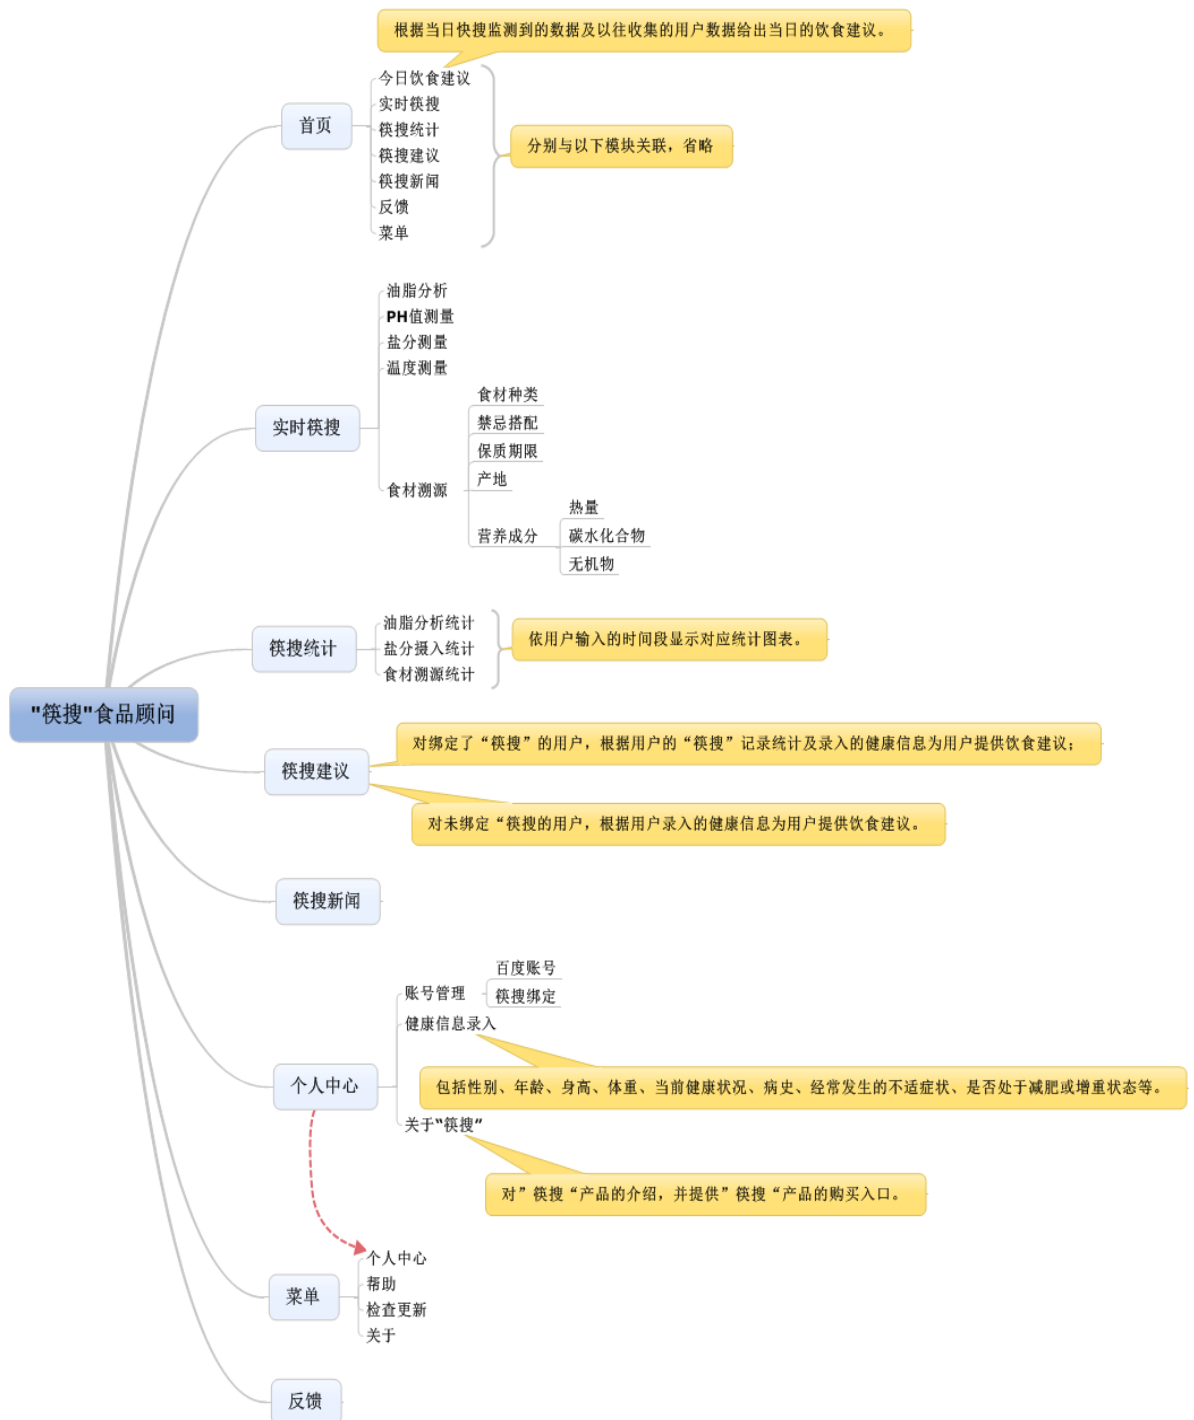 根据当日快搜监测到的数据及以往收集的用户数据给出当日的饮食建议。
今日饮食建议
实时筷搜
首页
筷搜统计
分别与以下模块关联，省略
筷搜建议
筷搜新闻
反馈
菜单
油脂分析
PH值测量
盐分测量
温度测量
食材种类
禁忌搭配
实时筷搜
保质期限
产地
食材溯源
热量
营养成分
碳水化合物
无机物
油脂分析统计
依用户输入的时间段显示对应统计图表。
筷搜统计
盐分摄入统计
食材溯源统计
"筷搜"食品顾问
对绑定了“筷搜”的用户，根据用户的“筷搜”记录统计及录入的健康信息为用户提供饮食建议；
筷搜建议
对未绑定“筷搜的用户，根据用户录入的健康信息为用户提供饮食建议。
筷搜新闻
百度账号
账号管理
筷搜绑定
健康信息录入
个人中心
包括性别、年龄、身高、体重、当前健康状况、病史、经常发生的不适症状、是否处于减肥或增重状态等。
关于“筷搜”
对”筷搜“产品的介绍，并提供”筷搜“产品的购买入口。
个人中心
帮助
菜单
检查更新
关于
反馈